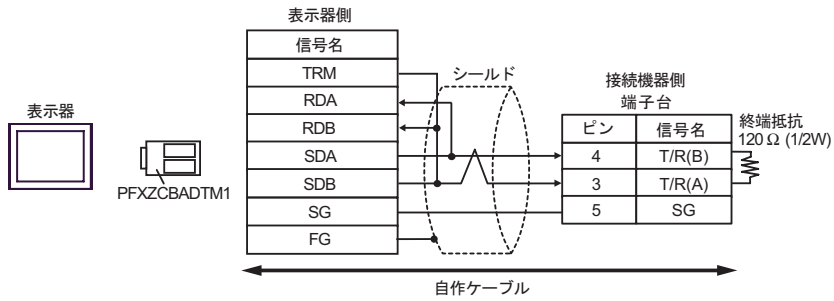 表示器側
信号名
TRM
RDA
RDB
SDA
SDB
SG
FG
シールド
表示器
PFXZCBADTM1
接続機器側
端子台
ピン 信号名
4 T/R(B)
3 T/R(A)
5 SG
終端抵抗
120 Ω (1/2W)
自作ケーブル